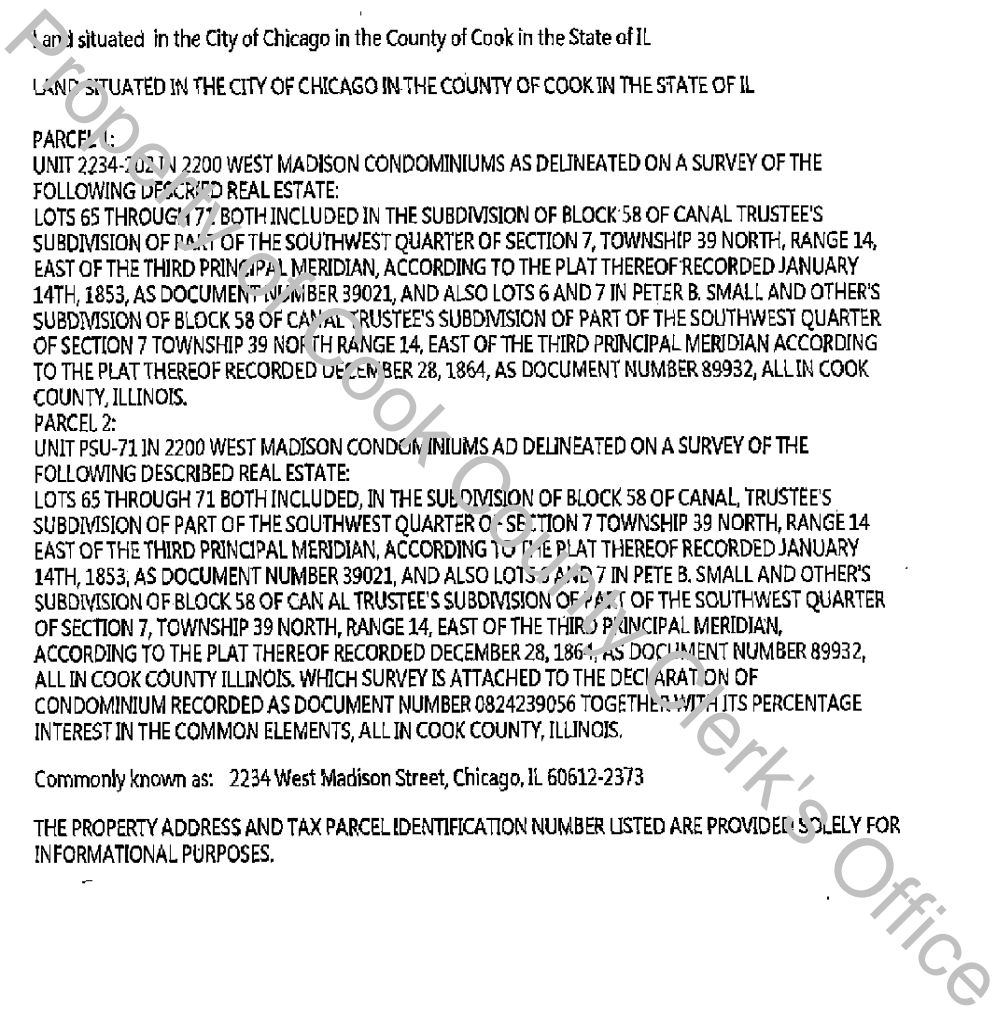 Land situated in the City of Chicago in the County of Cook in the State of IL
LAND SITUATED IN THE CITY OF CHICAGO IN THE COUNTY OF COOK IN THE STATE OF IL
PARCEL 1:
UNIT 2234-202 IN 2200 WEST MADISON CONDOMINIUMS AS DELINEATED ON A SURVEY OF THE
FOLLOWING DESCRIED REAL ESTATE:
LOTS 65 THROUGH 71 BOTH INCLUDED IN THE SUBDIVISION OF BLOCK 58 OF CANAL TRUSTEE'S
SUBDIVISION OF PART OF THE SOUTHWEST QUARTER OF SECTION 7, TOWNSHIP 39 NORTH, RANGE 14,
EAST OF THE THIRD PRINCIPAL MERIDIAN, ACCORDING TO THE PLAT THEREOF RECORDED JANUARY
14TH, 1853, AS DOCUMENT NUMBER 39021, AND ALSO LOTS 6 AND 7 IN PETER B. SMALL AND OTHER'S
SUBDIVISION OF BLOCK 58 OF CANAL TRUSTEE'S SUBDIVISION OF PART OF THE SOUTHWEST QUARTER
OF SECTION 7 TOWNSHIP 39 NORTH RANGE 14, EAST OF THE THIRD PRINCIPAL MERIDIAN ACCORDING
TO THE PLAT THEREOF RECORDED DECEMBER 28, 1864, AS DOCUMENT NUMBER 89932, ALL IN COOK
COUNTY, ILLINOIS.
PARCEL 2:
UNIT PSU-71 IN 2200 WEST MADISON CONDOMINIUMS AD DELINEATED ON A SURVEY OF THE
FOLLOWING DESCRIBED REAL ESTATE:
LOTS 65 THROUGH 71 BOTH INCLUDED, IN THE SUBDIVISION OF BLOCK 58 OF CANAL, TRUSTEE'S
SUBDIVISION OF PART OF THE SOUTHWEST QUARTER OF SECTION 7 TOWNSHIP 39 NORTH, RANGE 14
EAST OF THE THIRD PRINCIPAL MERIDIAN, ACCORDING TO THE PLAT THEREOF RECORDED JANUARY
14TH, 1853, AS DOCUMENT NUMBER 39021, AND ALSO LOTS 6 AND 7 IN PETE B. SMALL AND OTHER'S
SUBDIVISION OF BLOCK 58 OF CAN AL TRUSTEE'S SUBDIVISION OF PART OF THE SOUTHWEST QUARTER
OF SECTION 7, TOWNSHIP 39 NORTH, RANGE 14, EAST OF THE THIRD PRINCIPAL MERIDIAN,
ACCORDING TO THE PLAT THEREOF RECORDED DECEMBER 28, 1864, AS DOCUMENT NUMBER 89932,
ALL IN COOK COUNTY ILLINOIS. WHICH SURVEY IS ATTACHED TO THE DECLARATION OF
CONDOMINIUM RECORDED AS DOCUMENT NUMBER 0824239056 TOGETHER WITH ITS PERCENTAGE
INTEREST IN THE COMMON ELEMENTS, ALL IN COOK COUNTY, ILLINOIS.
Commonly known as: 2234 West Madison Street, Chicago, IL 60612-2373
THE PROPERTY ADDRESS AND TAX PARCEL IDENTIFICATION NUMBER LISTED ARE PROVIDED SOLELY FOR
INFORMATIONAL PURPOSES.
Property of Cook County Clerk's Office